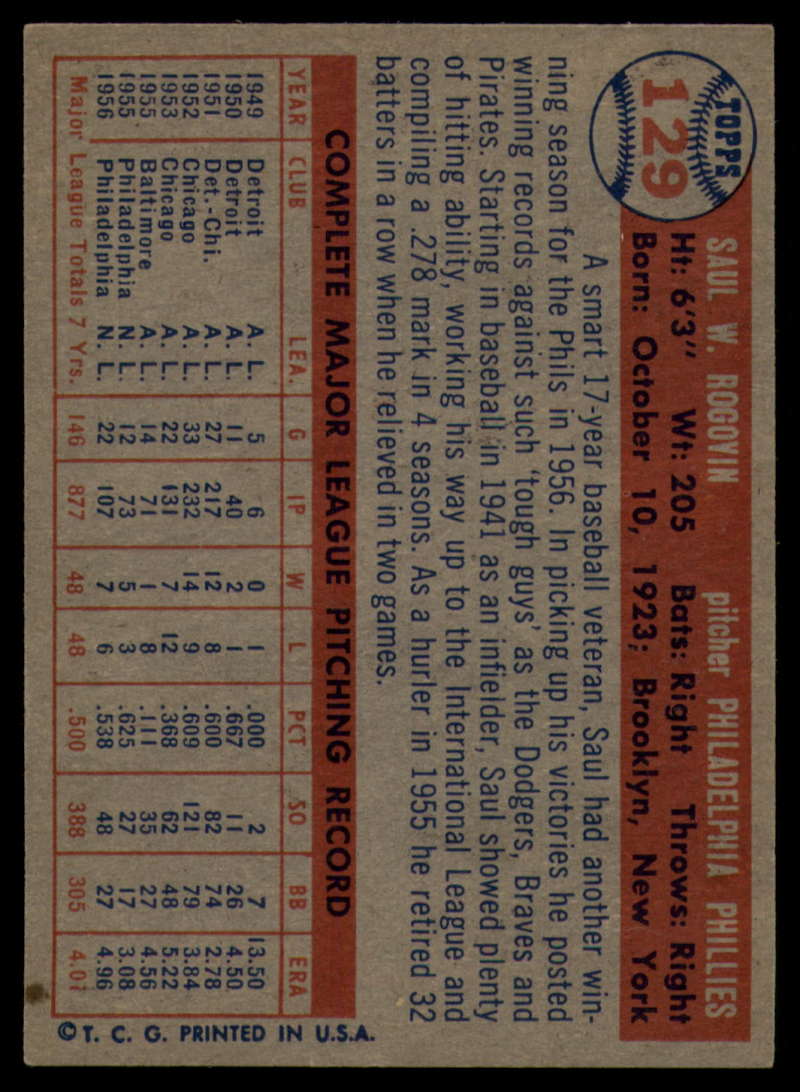 TOPPS
129
SAUL W. ROGOVIN pitcher PHILADELPHIA PHILLIES
Ht: 6'3" Wt: 205 Bats: Right Throws: Right
Born: October 10, 1923; Brooklyn, New York
A smart 17-year baseball veteran, Saul had another win-
ning season for the Phils in 1956. In picking up his victories he posted
winning records against such 'tough guys' as the Dodgers, Braves and
Pirates. Starting in baseball in 1941 as an infielder, Saul showed plenty
of hitting ability, working his way up to the International League and
compiling a .278 mark in 4 seasons. As a hurler in 1955 he retired 32
batters in a row when he relieved in two games.
COMPLETE MAJOR LEAGUE PITCHING RECORD
YEAR CLUB LEA. G IP W L PCT SO BB ERA
1949 Detroit A. L. 5 6 0 1 .000 2 7 13.50
1950 Detroit A. L. 11 40 2 1 .667 11 26 4.50
1951 Det.-Chi. A. L. 27 217 12 8 .600 82 74 2.78
1952 Chicago A. L. 33 232 14 9 .609 121 79 3.84
1953 Chicago A. L. 22 131 7 12 .368 62 48 5.22
1955 Baltimore A. L. 14 71 1 8 .111 35 27 4.56
1955 Philadelphia N. L. 12 73 5 3 .625 27 17 3.08
1956 Philadelphia N. L. 22 107 7 6 .538 48 27 4.96
Major League Totals 7 Yrs. 146 877 48 48 .500 388 305 4.07
© T. C. G. PRINTED IN U.S.A.